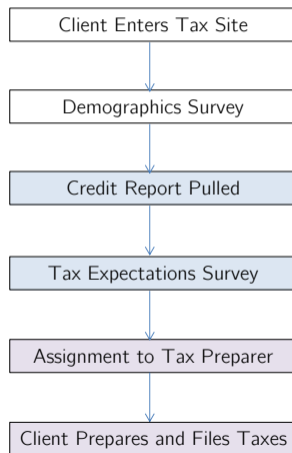 Client Enters Tax Site
Demographics Survey
Credit Report Pulled
Tax Expectations Survey
Assignment to Tax Preparer
Client Prepares and Files Taxes